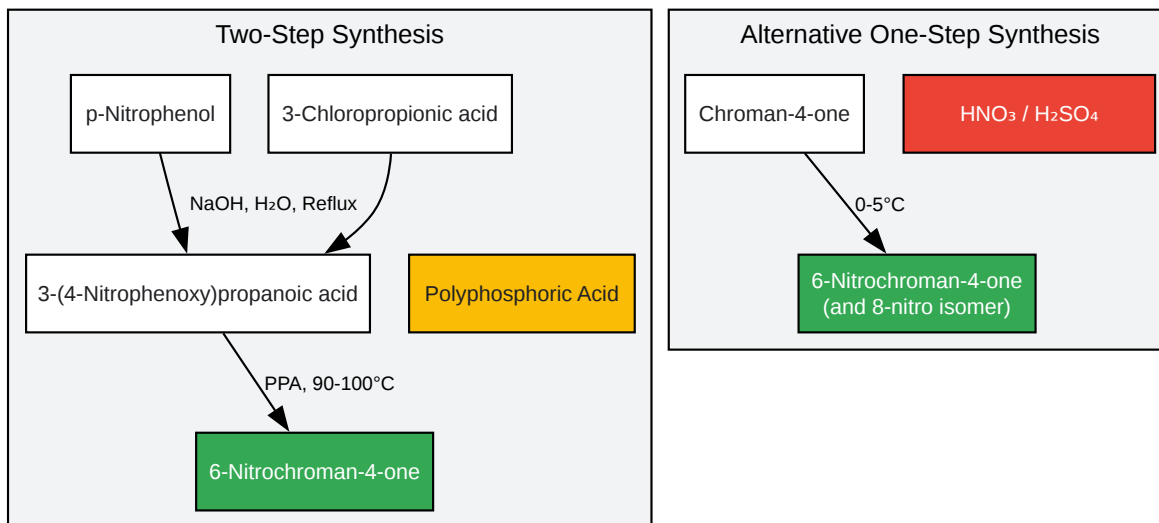 Two-Step Synthesis
p-Nitrophenol
3-Chloropropionic acid
NaOH, H₂O, Reflux
3-(4-Nitrophenoxy)propanoic acid
Polyphosphoric Acid
PPA, 90-100°C
6-Nitrochroman-4-one
Alternative One-Step Synthesis
Chroman-4-one
HNO₃ / H₂SO₄
0-5°C
6-Nitrochroman-4-one
(and 8-nitro isomer)